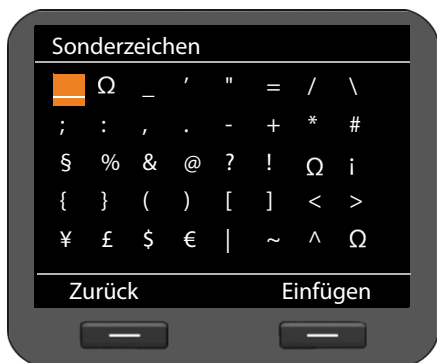 Sonderzeichen
Ω _ ' " = / \
; : , . - + * #
§ % & @ ? ! Ω ¡
{ } ( ) [ ] < >
¥ £ $ € | ~ ^ Ω
Zurück Einfügen